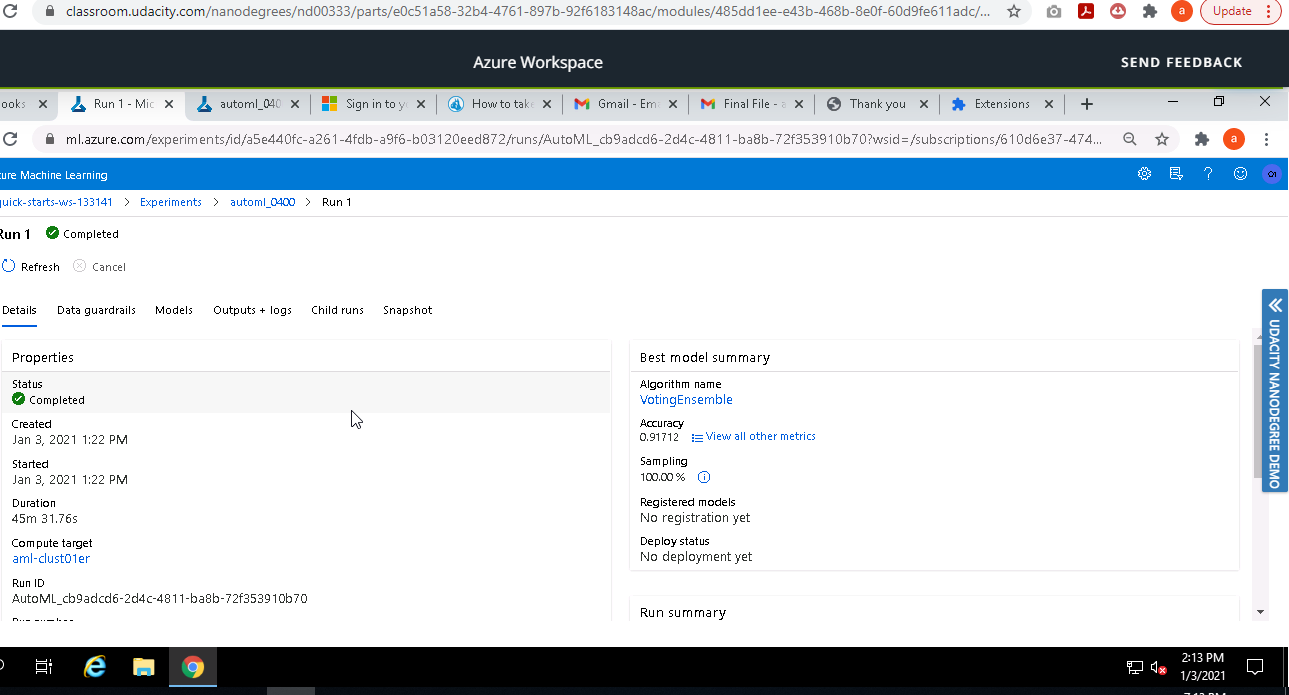 classroom.udacity.com/nanodegrees/nd00333/parts/e0c51a58-32b4-4761-897b-92f6183148ac/modules/485dd1ee-e43b-468b-8e0f-60d9fe611adc/...
a
Update
Azure Workspace
SEND FEEDBACK
ooks
Run 1 - Mic
automl_040
Sign in to y
How to take
Gmail - Em
Final File - a
Thank you
Extensions
ml.azure.com/experiments/id/a5e440fc-a261-4fdb-a9f6-b03120eed872/runs/AutoML_cb9adcd6-2d4c-4811-ba8b-72f353910b70?wsid=/subscriptions/610d6e37-474...
a
ure Machine Learning
quick-starts-ws-133141 > Experiments > automl_0400 > Run 1
Run 1 Completed
Refresh Cancel
Details Data guardrails Models Outputs + logs Child runs Snapshot
Properties
Status
Completed
Created
Jan 3, 2021 1:22 PM
Started
Jan 3, 2021 1:22 PM
Duration
45m 31.76s
Compute target
aml-clust01er
Run ID
AutoML_cb9adcd6-2d4c-4811-ba8b-72f353910b70
Run number
Best model summary
Algorithm name
VotingEnsemble
Accuracy
0.91712 View all other metrics
Sampling
100.00 %
Registered models
No registration yet
Deploy status
No deployment yet
Run summary
UDACITY NANODEGREE DEMO
2:13 PM
1/3/2021